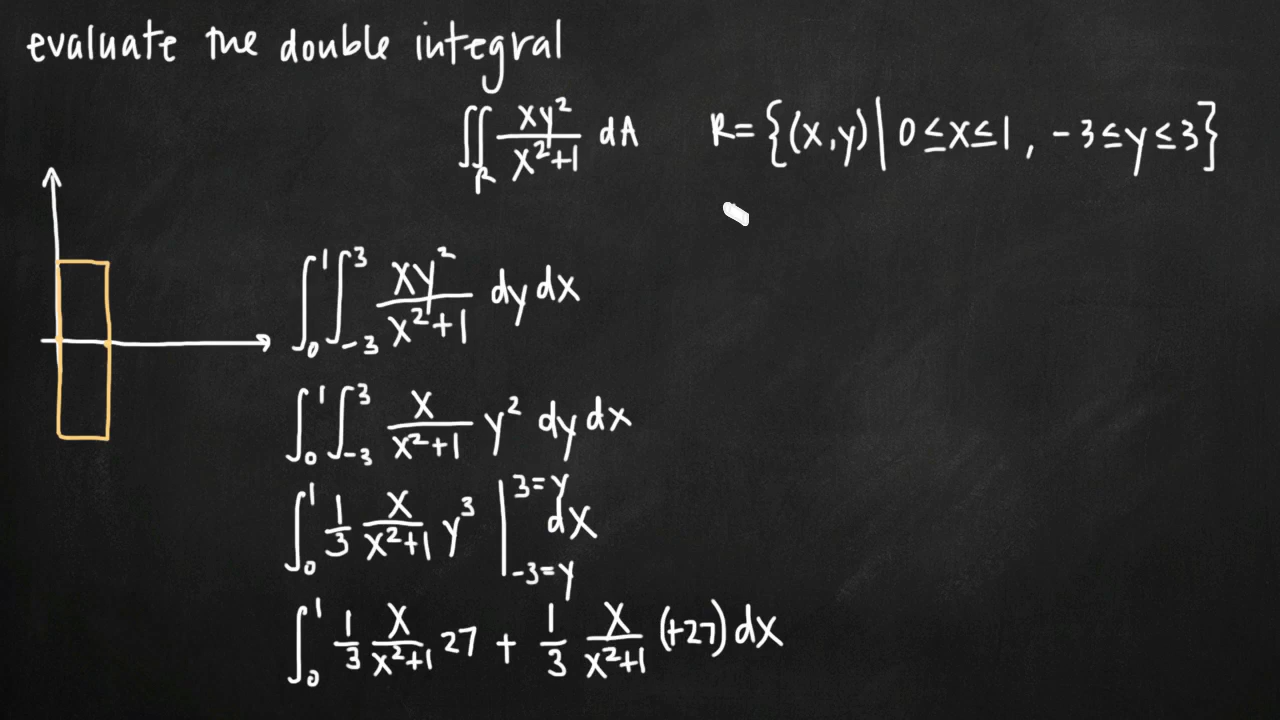 evaluate the double integral
∬_R xy²/(x²+1) dA R={(x,y)| 0≤x≤1, -3≤y≤3}
∫_0^1 ∫_{-3}^3 xy²/(x²+1) dy dx
∫_0^1 ∫_{-3}^3 x/(x²+1) y² dy dx
∫_0^1 1/3 x/(x²+1) y³ |_{-3=y}^{3=y} dx
∫_0^1 1/3 x/(x²+1) 27 + 1/3 x/(x²+1) (+27) dx